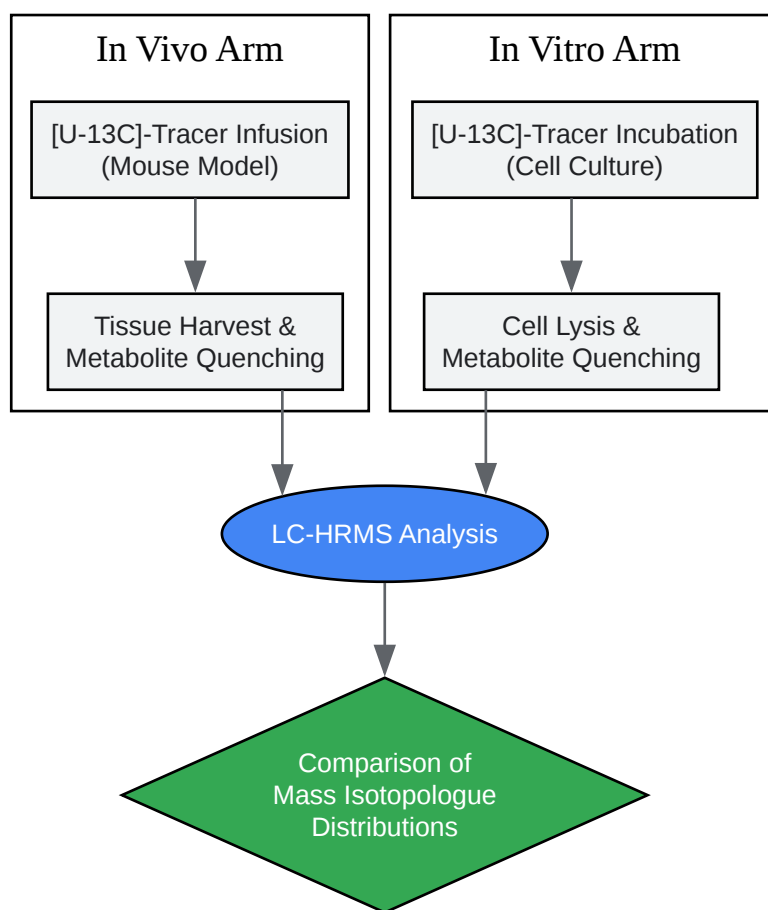 In Vivo Arm
[U-13C]-Tracer Infusion
(Mouse Model)
Tissue Harvest &
Metabolite Quenching
In Vitro Arm
[U-13C]-Tracer Incubation
(Cell Culture)
Cell Lysis &
Metabolite Quenching
LC-HRMS Analysis
Comparison of
Mass Isotopologue
Distributions